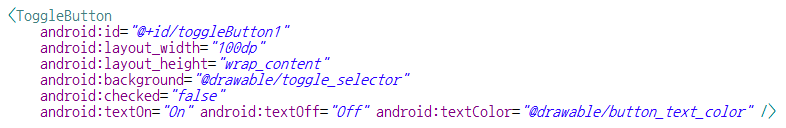 <ToggleButton
android:id="@+id/toggleButton1"
android:layout_width="100dp"
android:layout_height="wrap_content"
android:background="@drawable/toggle_selector"
android:checked="false"
android:textOn="On" android:textOff="Off" android:textColor="@drawable/button_text_color" />